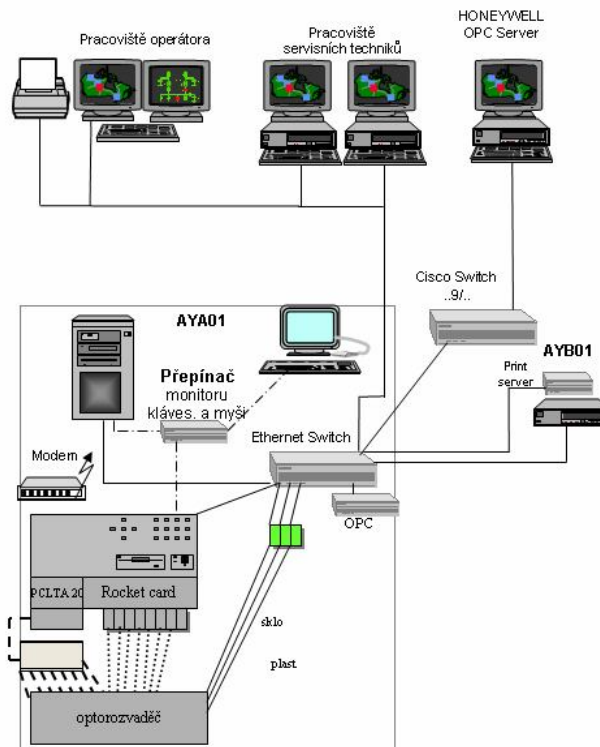 Pracoviště operátora
Pracoviště
servisních techniků
HONEYWELL
OPC Server
Cisco Switch
..9/..
AYA01
AYB01
Print
server
Přepínač
monitoru
kláves. a myši
Ethernet Switch
Modem
OPC
PCLTA 20
Rocket card
sklo
plast
optorozvaděč